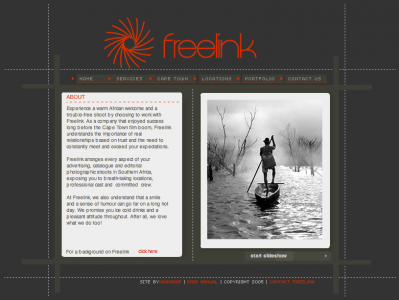 freelink
HOME SERVICES CAPE TOWN LOCATIONS PORTFOLIO CONTACT US
ABOUT
Experience a warm African welcome and a
trouble-free shoot by choosing to work with
Freelink. As a company that enjoyed success
long before the Cape Town film boom, Freelink
understands the importance of real
relationships based on trust and the need to
constantly meet and exceed your expectations.
Freelink arranges every aspect of your
advertising, catalogue and editorial
photographic shoots in Southern Africa,
exposing you to breath-taking locations,
professional cast and committed crew.
At Freelink, we also understand that a smile
and a sense of humour can go far on a long hot
day. We promise you ice cold drinks and a
pleasant attitude throughout. After all, we love
what we do too!
For a background on Freelink click here
start slideshow
SITE BY | | COPYRIGHT 2005 | CONTACT FREELINK